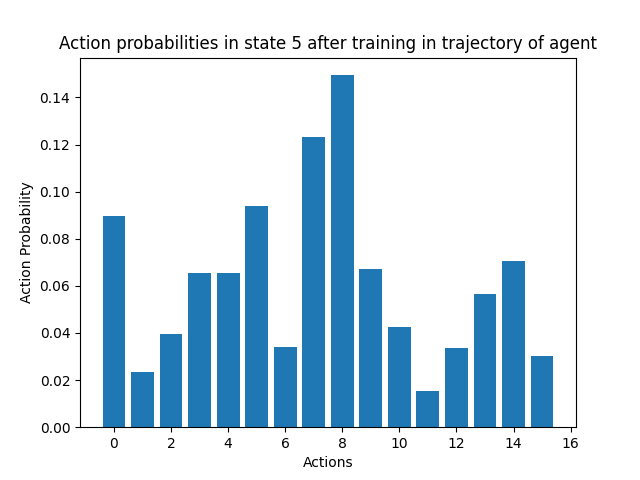 Action probabilities in state 5 after training in trajectory of agent
0.14
0.12
0.10
0.08
0.06
0.04
0.02
0.00
Action Probability
0 2 4 6 8 10 12 14 16
Actions